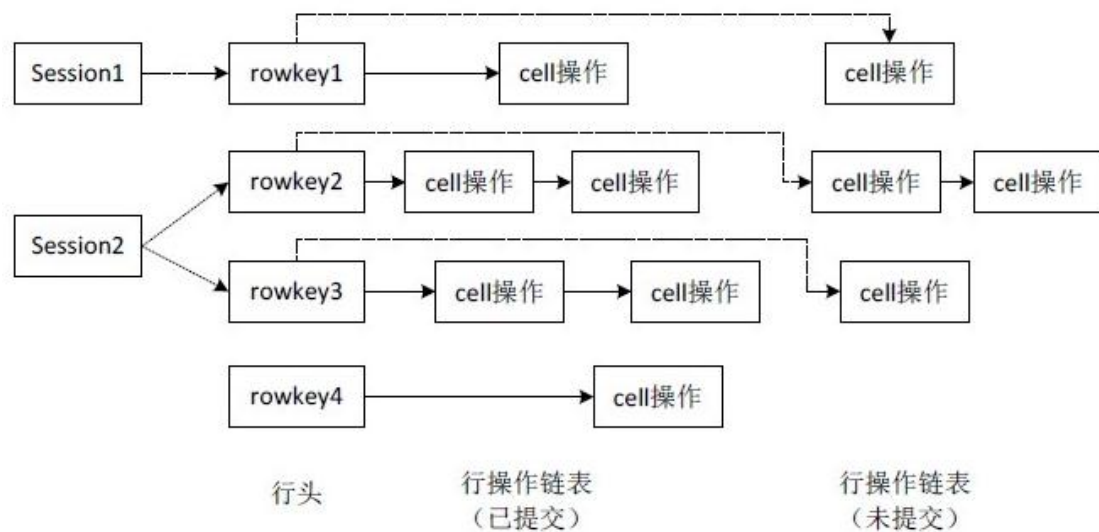 Session1
rowkey1
cell操作
cell操作
rowkey2
cell操作
cell操作
cell操作
cell操作
Session2
rowkey3
cell操作
cell操作
cell操作
rowkey4
cell操作
行头
行操作链表
（已提交）
行操作链表
（未提交）